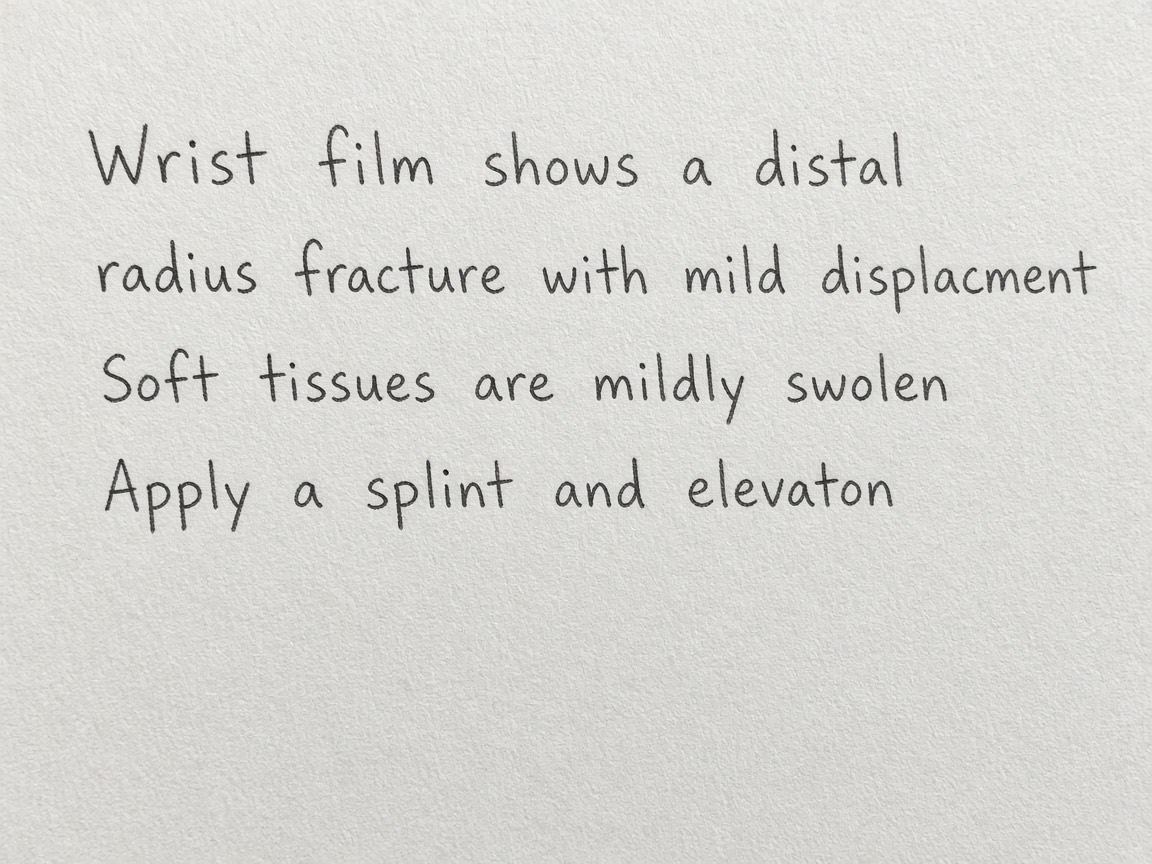 Wrist film shows a distal
radius fracture with mild displacment
Soft tissues are mildly swolen
Apply a splint and elevaton